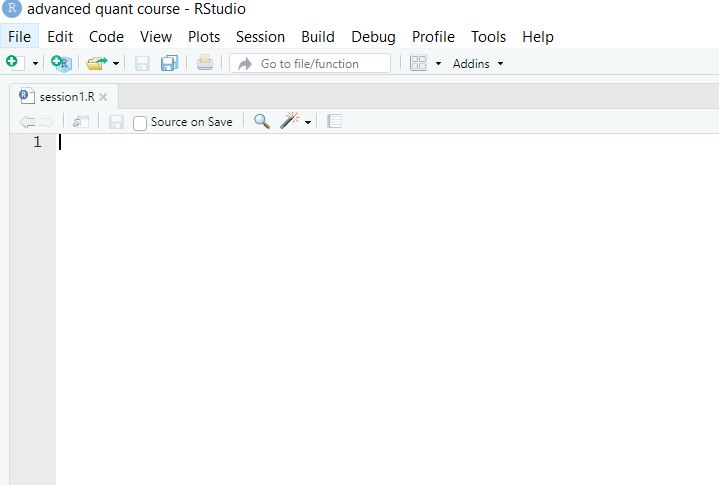 R advanced quant course - RStudio
File Edit Code View Plots Session Build Debug Profile Tools Help
R Go to file/function Addins
R session1.R
Source on Save
1